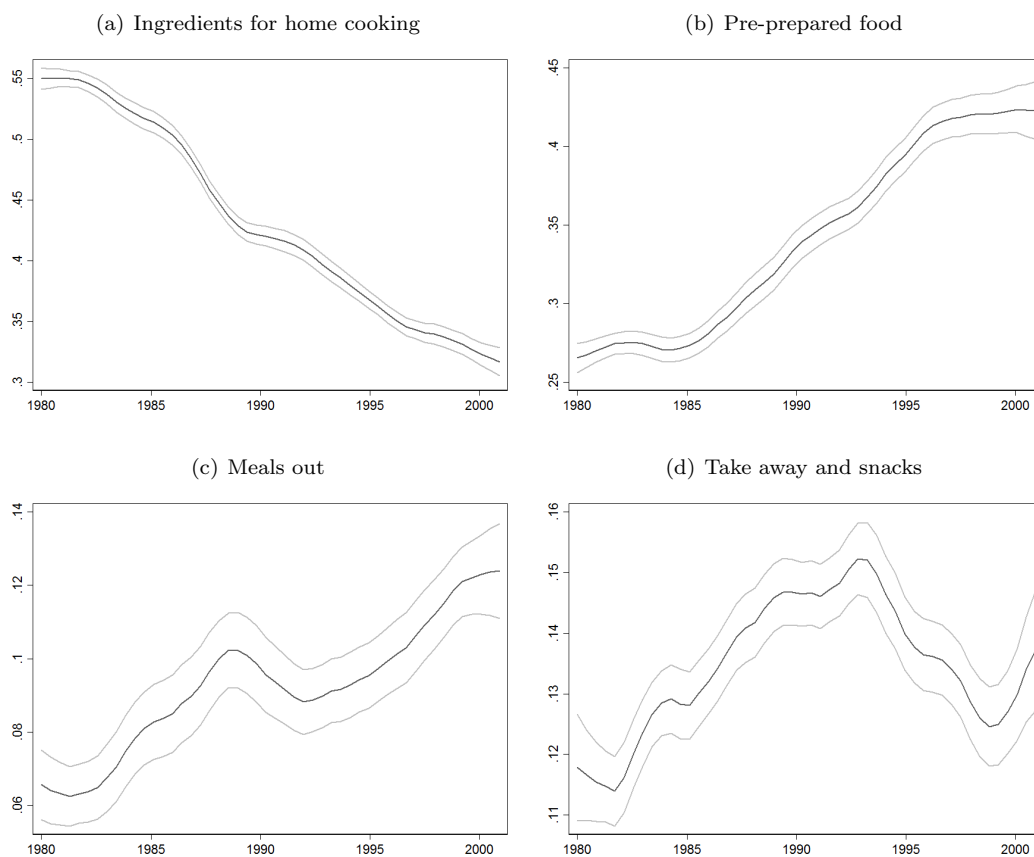 (a) Ingredients for home cooking
.55
.5
.45
.4
.35
.3
1980 1985 1990 1995 2000
(b) Pre-prepared food
.45
.4
.35
.3
.25
1980 1985 1990 1995 2000
(c) Meals out
.14
.12
.1
.08
.06
1980 1985 1990 1995 2000
(d) Take away and snacks
.16
.15
.14
.13
.12
.11
1980 1985 1990 1995 2000